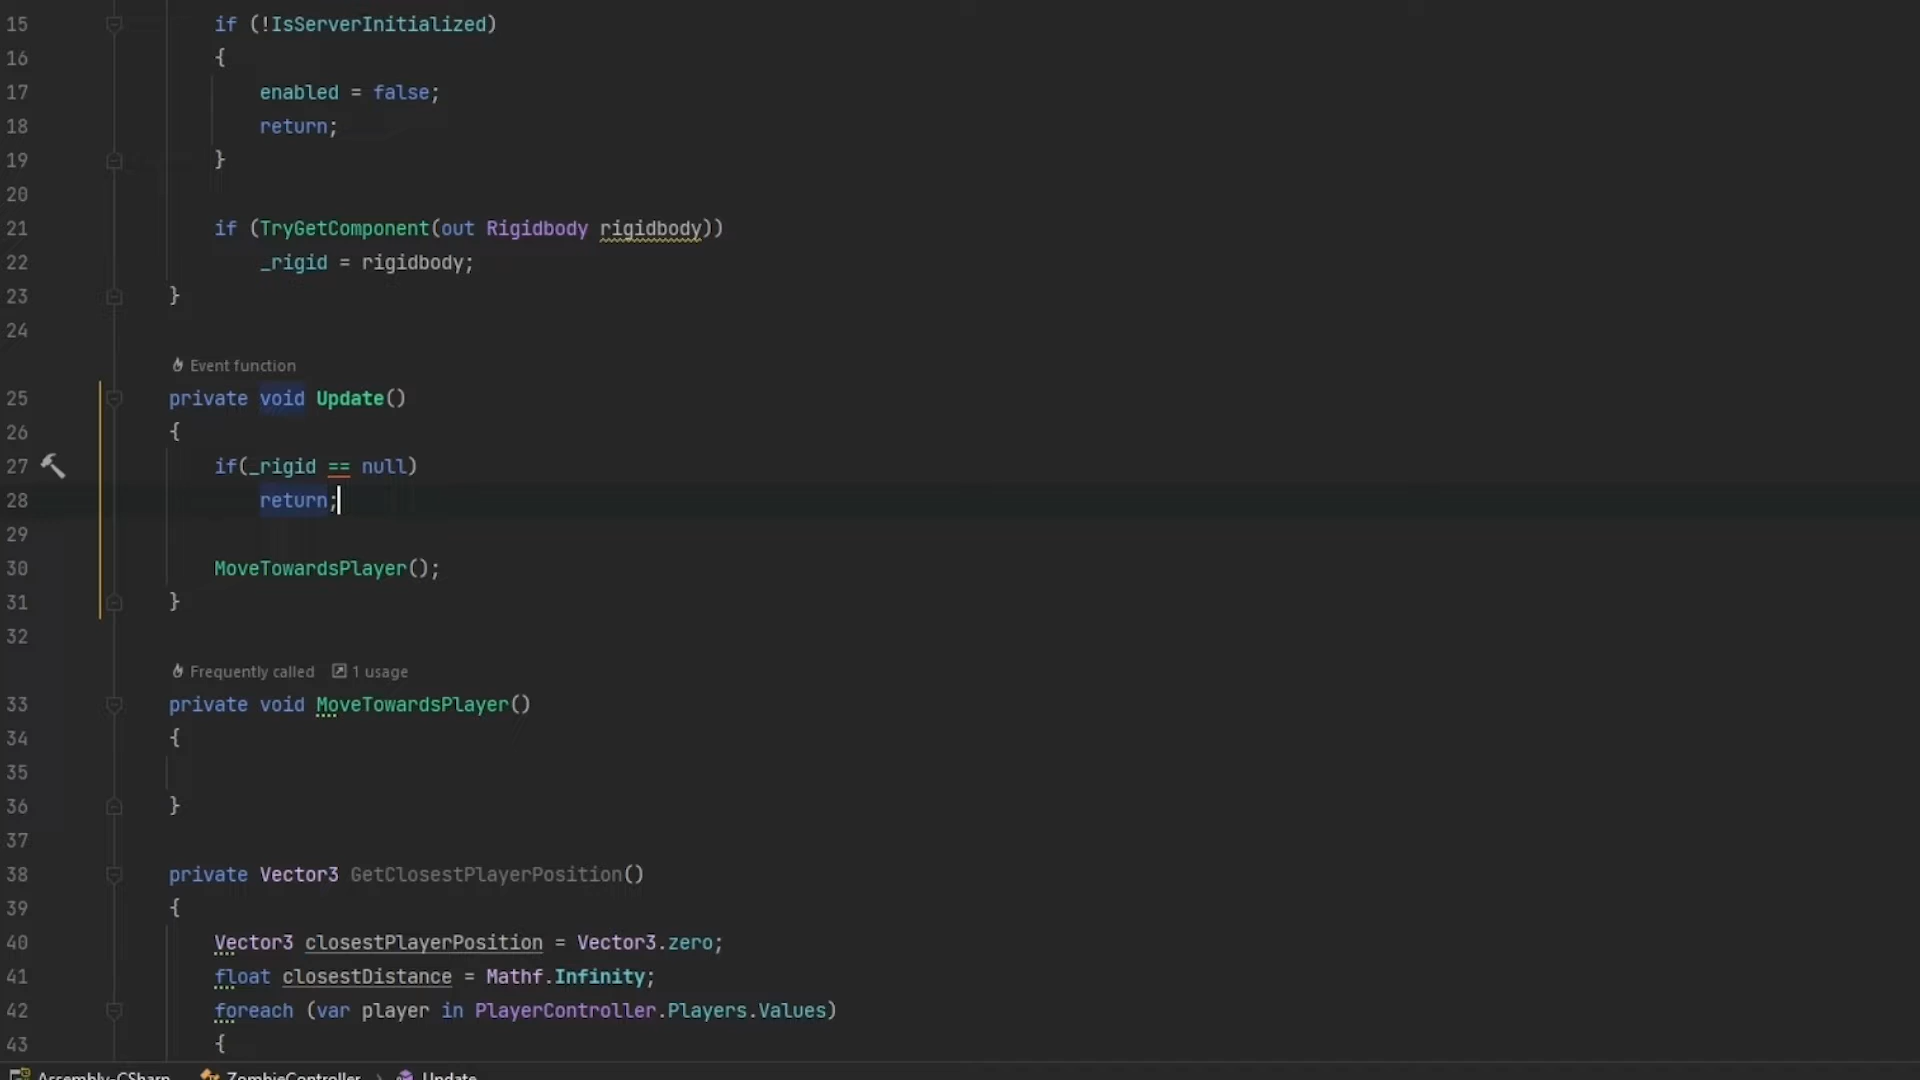 15 if (!IsServerInitialized)
16 {
17 enabled = false;
18 return;
19 }
20
21 if (TryGetComponent(out Rigidbody rigidbody))
22 _rigid = rigidbody;
23 }
24
Event function
25 private void Update()
26 {
27 if(_rigid == null)
28 return;
29
30 MoveTowardsPlayer();
31 }
32
Frequently called 1 usage
33 private void MoveTowardsPlayer()
34 {
35
36 }
37
38 private Vector3 GetClosestPlayerPosition()
39 {
40 Vector3 closestPlayerPosition = Vector3.zero;
41 float closestDistance = Mathf.Infinity;
42 foreach (var player in PlayerController.Players.Values)
43 {
Assembly-CSharp ZombieController > Update